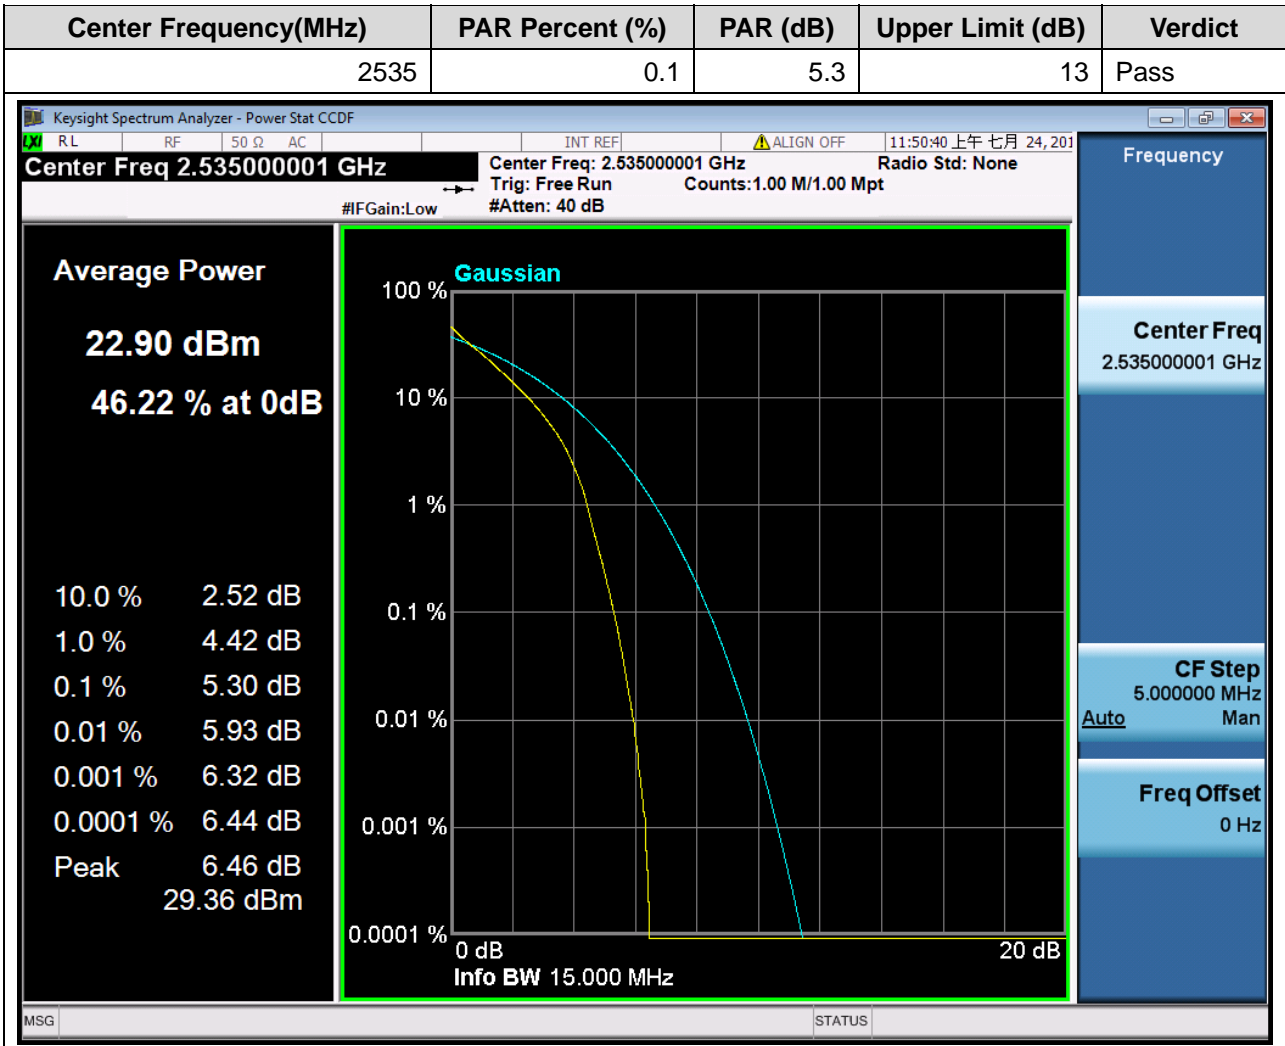 Center Frequency(MHz) PAR Percent (%) PAR (dB) Upper Limit (dB) Verdict
2535 0.1 5.3 13 Pass
Keysight Spectrum Analyzer - Power Stat CCDF
LXI RL RF 50 Ω AC INT REF ALIGN OFF 11:50:40 上午 七月 24, 201
Center Freq 2.535000001 GHz
Center Freq: 2.535000001 GHz Radio Std: None
Trig: Free Run Counts:1.00 M/1.00 Mpt
#IFGain:Low #Atten: 40 dB
Frequency
Average Power
22.90 dBm
46.22 % at 0dB
10.0 % 2.52 dB
1.0 % 4.42 dB
0.1 % 5.30 dB
0.01 % 5.93 dB
0.001 % 6.32 dB
0.0001 % 6.44 dB
Peak 6.46 dB
29.36 dBm
Gaussian
100 %
10 %
1 %
0.1 %
0.01 %
0.001 %
0.0001 %
0 dB 20 dB
Info BW 15.000 MHz
Center Freq
2.535000001 GHz
CF Step
5.000000 MHz
Auto Man
Freq Offset
0 Hz
MSG STATUS